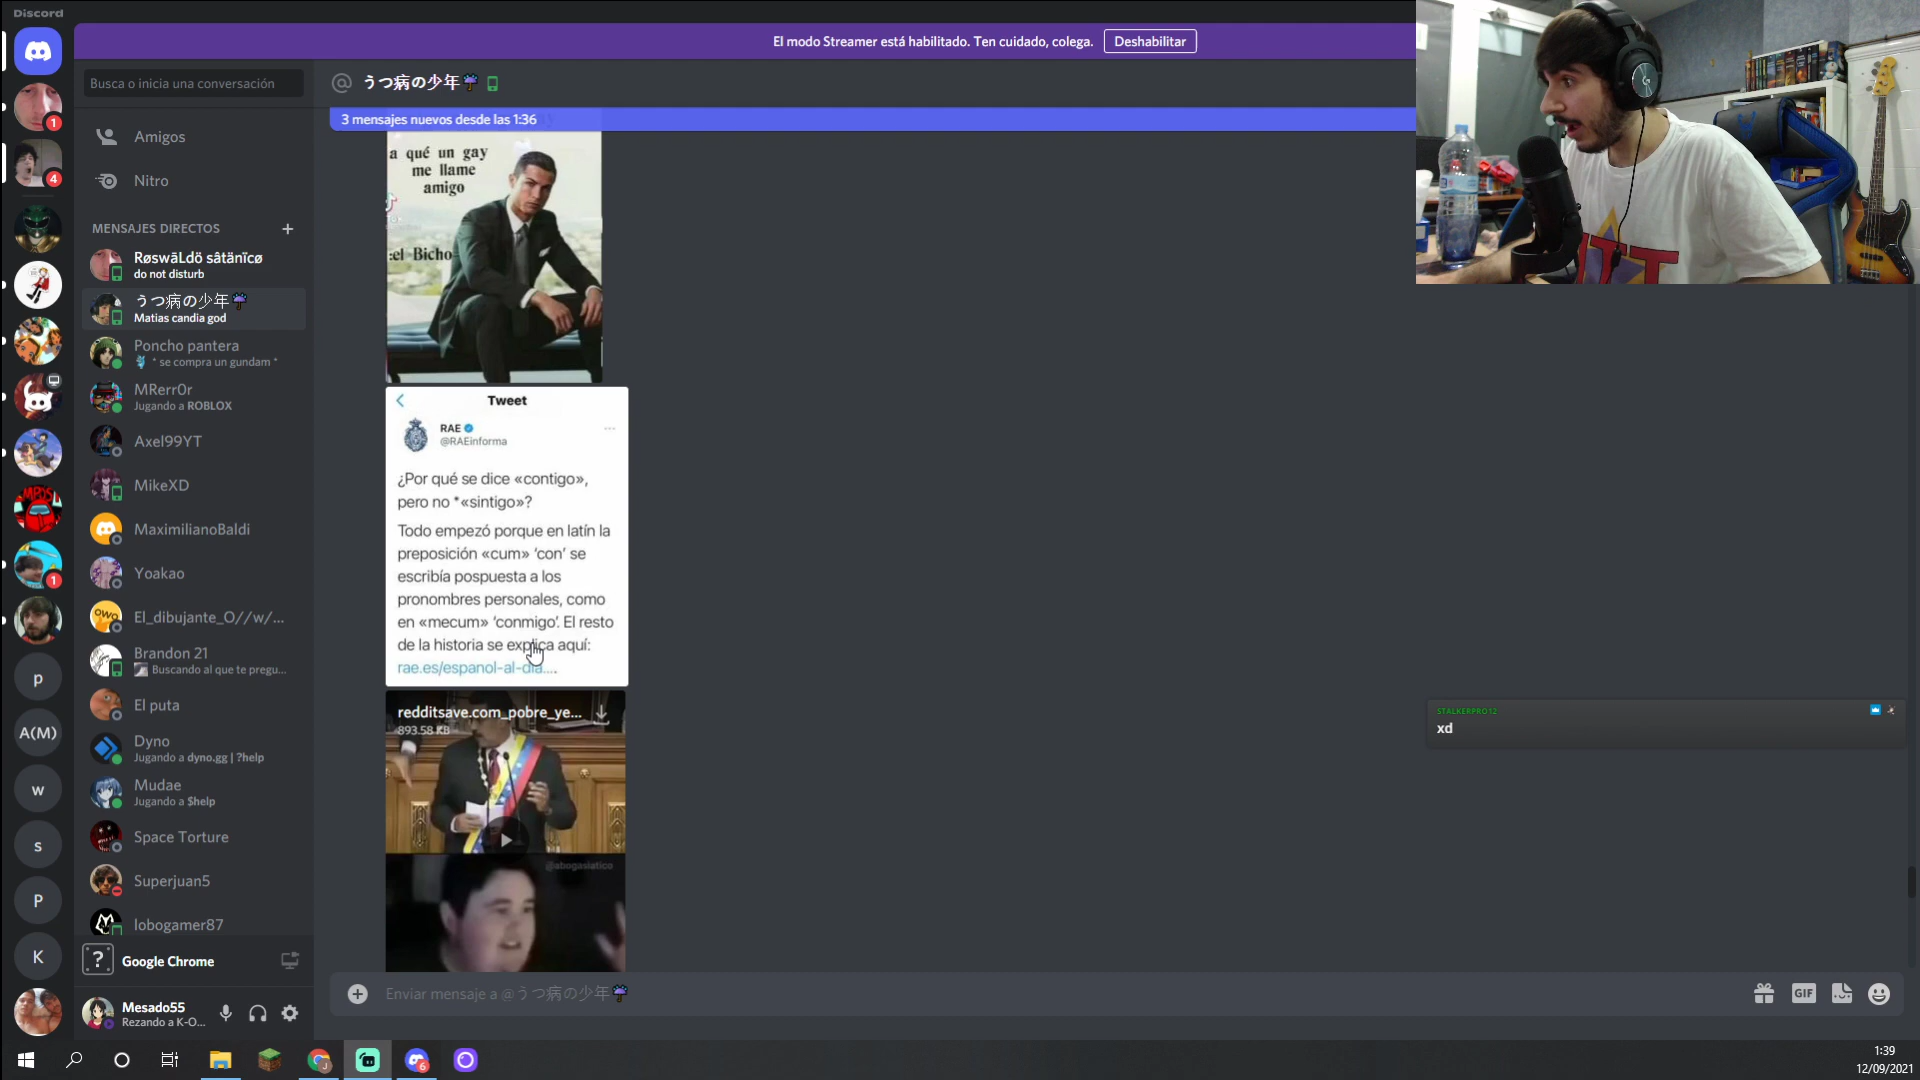 Discord
El modo Streamer está habilitado. Ten cuidado, colega.
Deshabilitar
Busca o inicia una conversación
うつ病の少年
3 mensajes nuevos desde las 1:36
Amigos
Nitro
MENSAJES DIRECTOS
RøswãLdö sâtänïcø
do not disturb
うつ病の少年
Matias candia god
Poncho pantera
* se compra un gundam *
MRerr0r
Jugando a ROBLOX
Axel99YT
MikeXD
MaximilianoBaldi
Yoakao
El_dibujante_O//w/...
Brandon 21
Buscando al que te pregu...
El puta
Dyno
Jugando a dyno.gg | ?help
Mudae
Jugando a $help
Space Torture
Superjuan5
lobogamer87
Google Chrome
Mesado55
Rezando a K-O...
1
4
1
p
A(M)
w
s
P
K
a qué un gay
me llame
amigo
:el Bicho
Tweet
RAE
@RAEinforma
¿Por qué se dice «contigo»,
pero no *«sintigo»?
Todo empezó porque en latín la
preposición «cum» ‘con’ se
escribía pospuesta a los
pronombres personales, como
en «mecum» ‘conmigo’. El resto
de la historia se explica aquí:
rae.es/espanol-al-dia....
redditsave.com_pobre_ye...
893.58 KB
@abogasiatico
STALKERPRO12
xd
Enviar mensaje a @うつ病の少年
GIF
6
1:39
12/09/2021